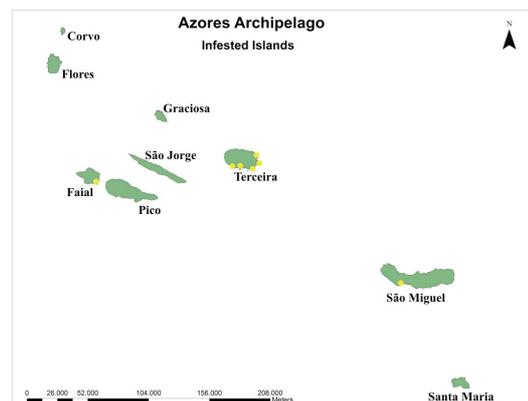 Azores Archipelago
Infested Islands
N
Corvo
Flores
Graciosa
São Jorge
Terceira
Faial
Pico
São Miguel
Santa Maria
0 26.000 52.000 104.000 156.000 208.000
Meters